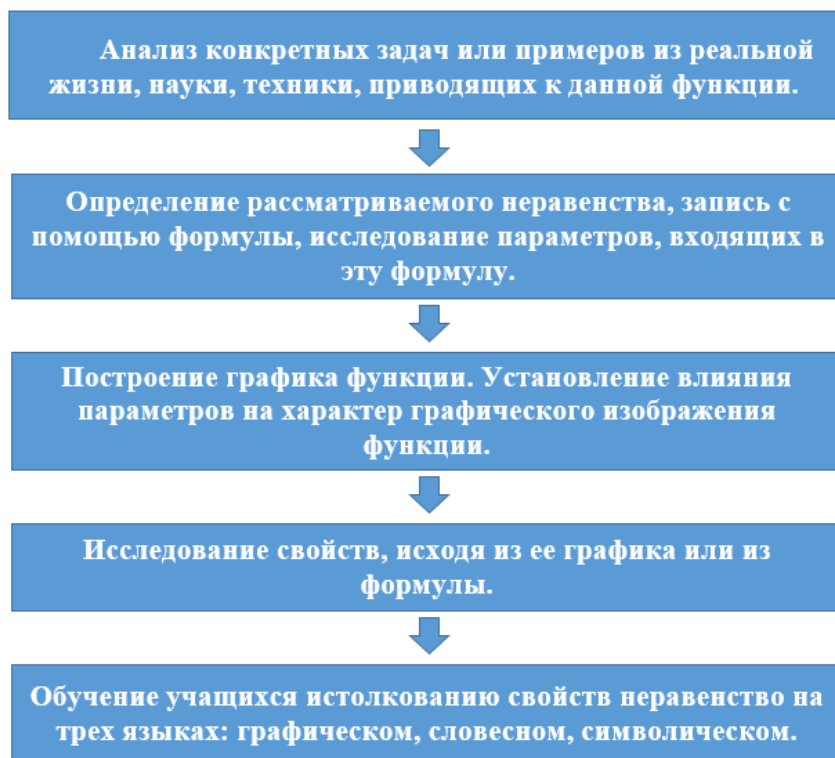 Анализ конкретных задач или примеров из реальной
жизни, науки, техники, приводящих к данной функции.
Определение рассматриваемого неравенства, запись с
помощью формулы, исследование параметров, входящих в
эту формулу.
Построение графика функции. Установление влияния
параметров на характер графического изображения
функции.
Исследование свойств, исходя из ее графика или из
формулы.
Обучение учащихся истолкованию свойств неравенство на
трех языках: графическом, словесном, символическом.